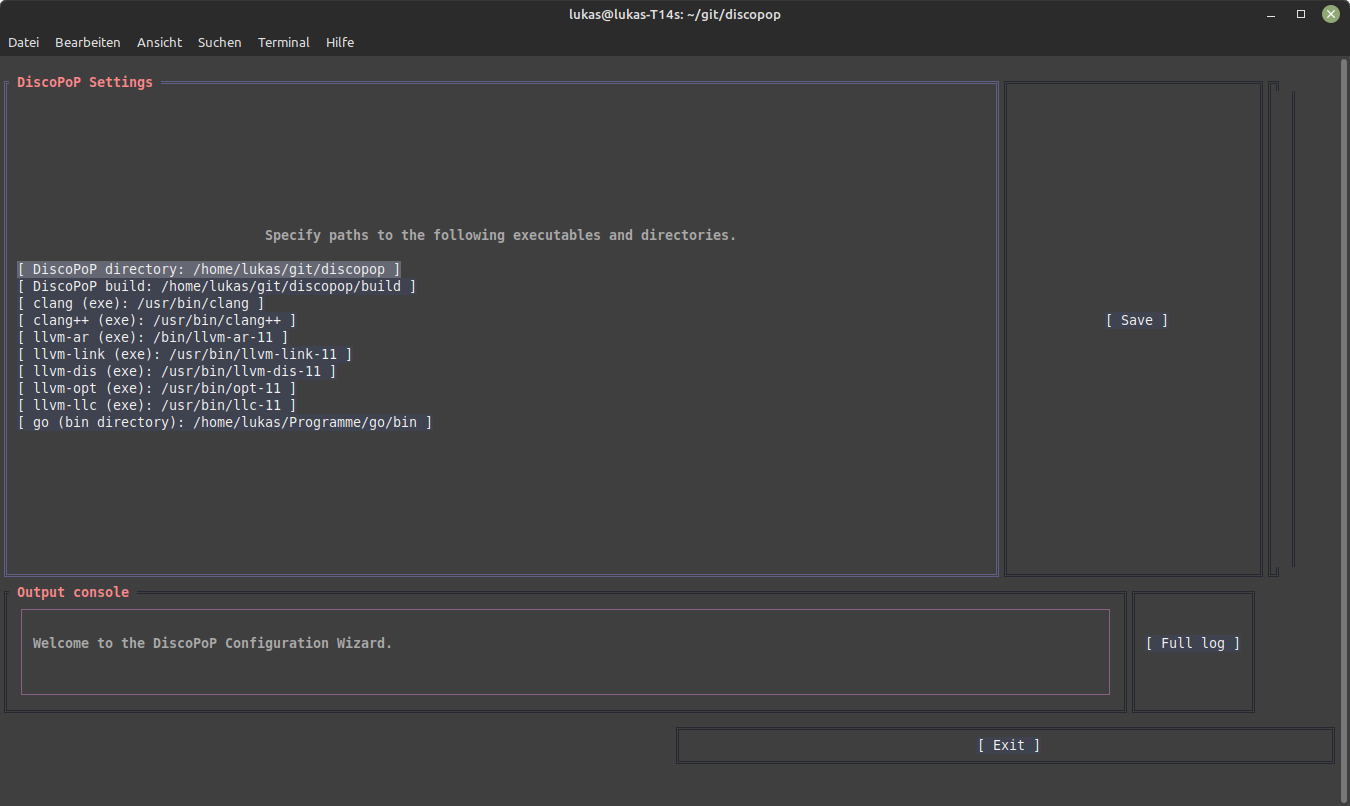 lukas@lukas-T14s: ~/git/discopop
Datei Bearbeiten Ansicht Suchen Terminal Hilfe
DiscoPoP Settings
Specify paths to the following executables and directories.
[ DiscoPoP directory: /home/lukas/git/discopop ]
[ DiscoPoP build: /home/lukas/git/discopop/build ]
[ clang (exe): /usr/bin/clang ]
[ clang++ (exe): /usr/bin/clang++ ]
[ llvm-ar (exe): /bin/llvm-ar-11 ]
[ llvm-link (exe): /usr/bin/llvm-link-11 ]
[ llvm-dis (exe): /usr/bin/llvm-dis-11 ]
[ llvm-opt (exe): /usr/bin/opt-11 ]
[ llvm-llc (exe): /usr/bin/llc-11 ]
[ go (bin directory): /home/lukas/Programme/go/bin ]
[ Save ]
Output console
Welcome to the DiscoPoP Configuration Wizard.
[ Full log ]
[ Exit ]